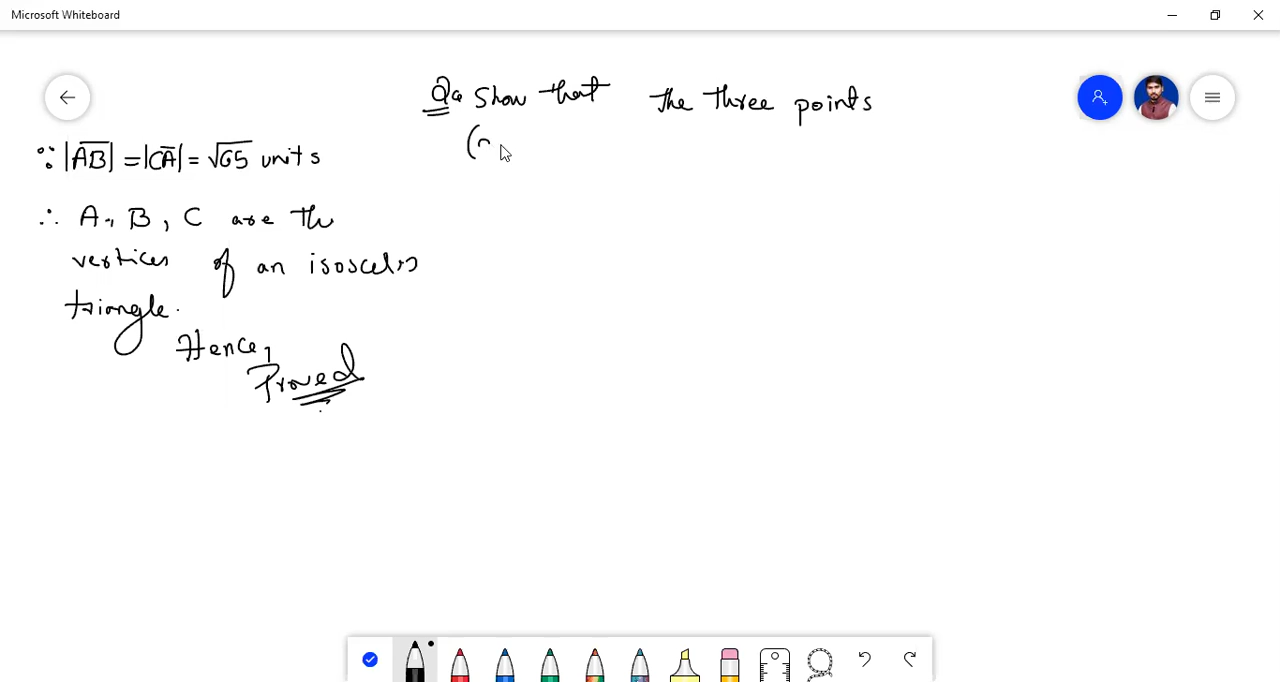 Microsoft Whiteboard
Q. Show that the three points
(
∵ |AB| = |CA| = √65 units
∴ A, B, C are the
vertices of an isosceles
triangle.
Hence,
Proved